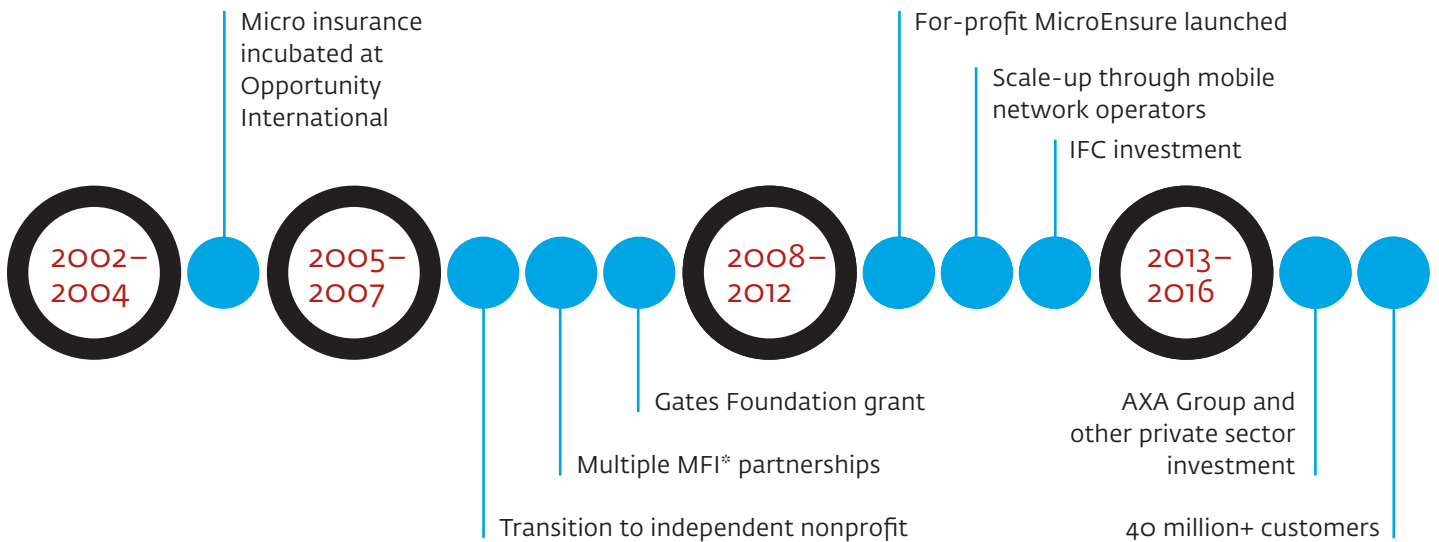 Micro insurance
incubated at
Opportunity
International
For-profit MicroEnsure launched
Scale-up through mobile
network operators
IFC investment
2002–
2004
2005–
2007
2008–
2012
2013–
2016
Gates Foundation grant
Multiple MFI* partnerships
Transition to independent nonprofit
AXA Group and
other private sector
investment
40 million+ customers